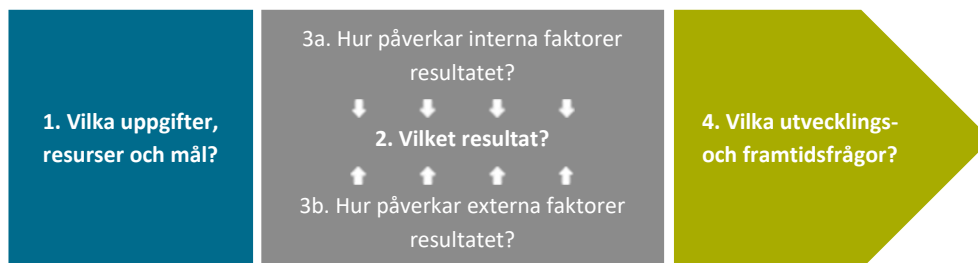 1. Vilka uppgifter,
resurser och mål?
3a. Hur påverkar interna faktorer
resultatet?
2. Vilket resultat?
3b. Hur påverkar externa faktorer
resultatet?
4. Vilka utvecklings-
och framtidsfrågor?